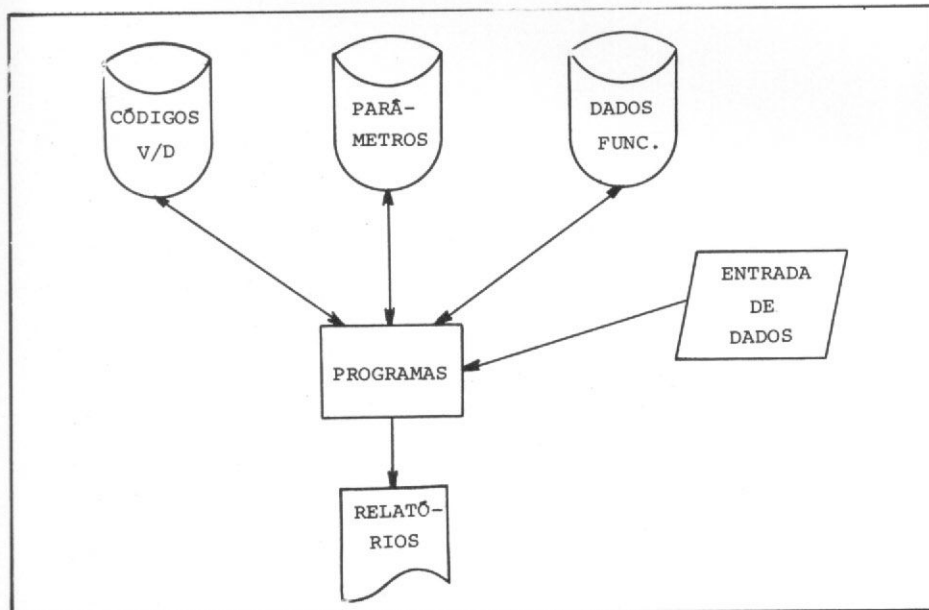 CÓDIGOS
V/D
PARÂ-
METROS
DADOS
FUNC.
ENTRADA
DE
DADOS
PROGRAMAS
RELATÓ-
RIOS